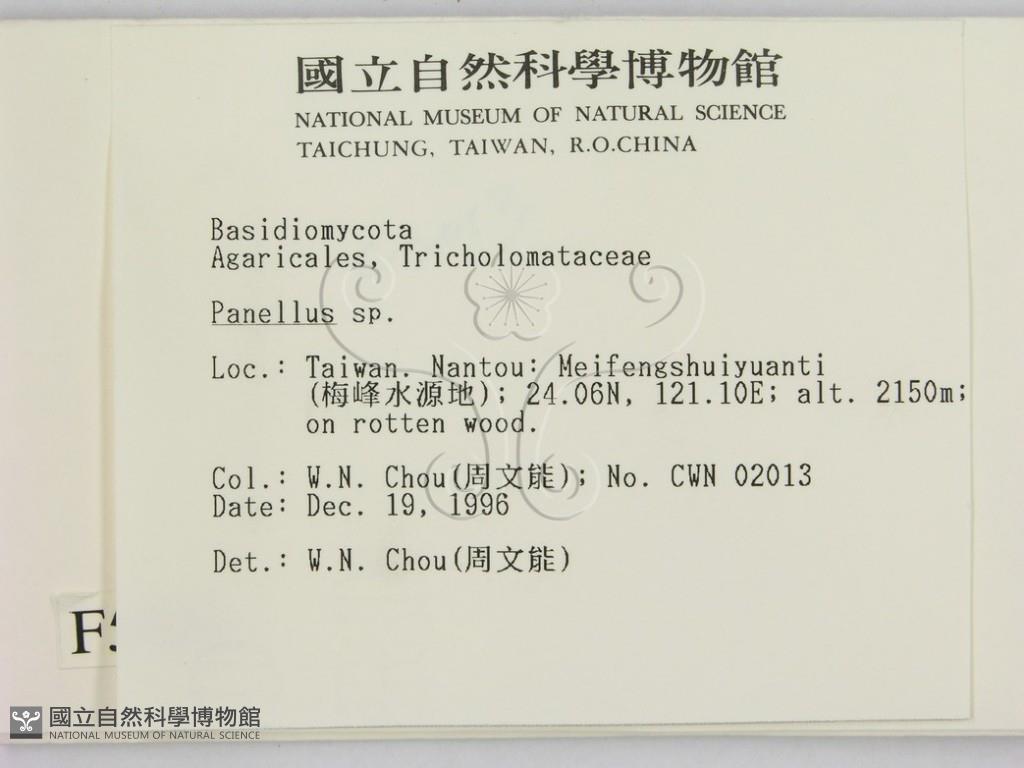 國立自然科學博物館
NATIONAL MUSEUM OF NATURAL SCIENCE
TAICHUNG, TAIWAN, R.O.CHINA
Basidiomycota
Agaricales, Tricholomataceae
Panellus sp.
Loc.: Taiwan. Nantou: Meifengshuiyuanti
(梅峰水源地); 24.06N, 121.10E; alt. 2150m;
on rotten wood.
Col.: W.N. Chou(周文能); No. CWN 02013
Date: Dec. 19, 1996
Det.: W.N. Chou(周文能)
國立自然科學博物館
NATIONAL MUSEUM OF NATURAL SCIENCE